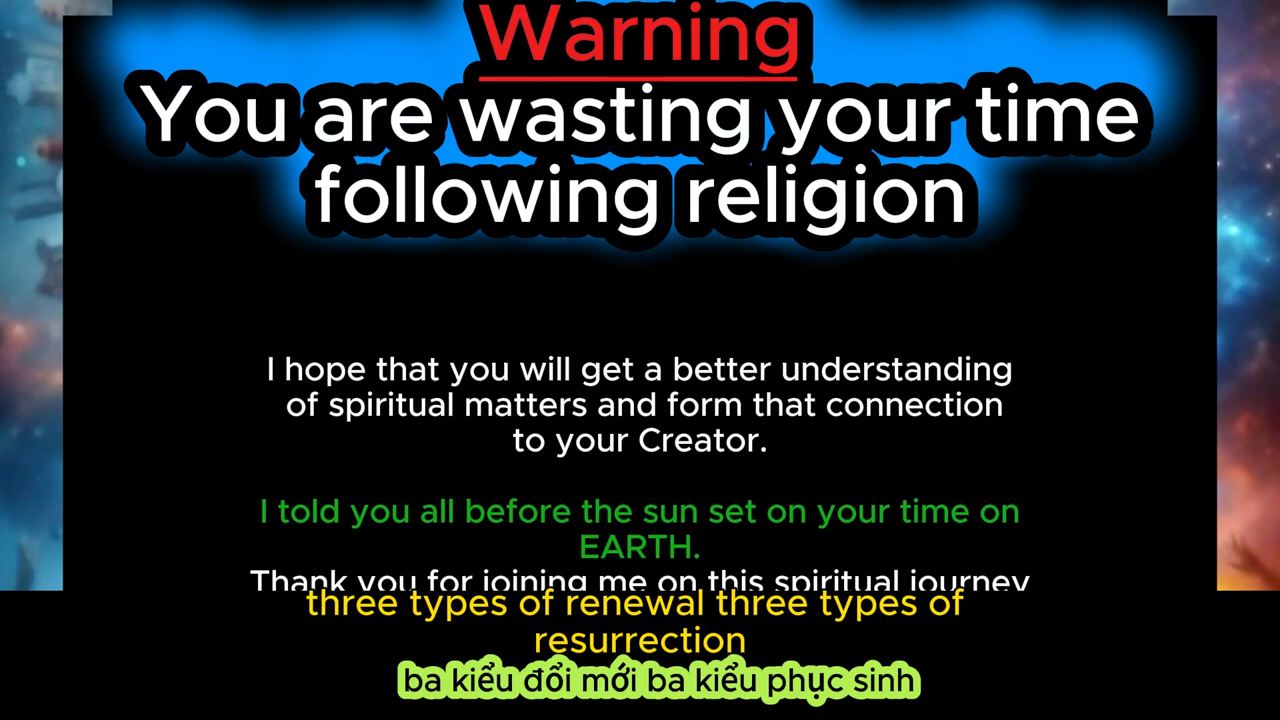 Warning
You are wasting your time
following religion
I hope that you will get a better understanding
of spiritual matters and form that connection
to your Creator.
I told you all before the sun set on your time on
EARTH.
Thank you for joining me on this spiritual journey
three types of renewal three types of
resurrection
ba kiểu đổi mới ba kiểu phục sinh